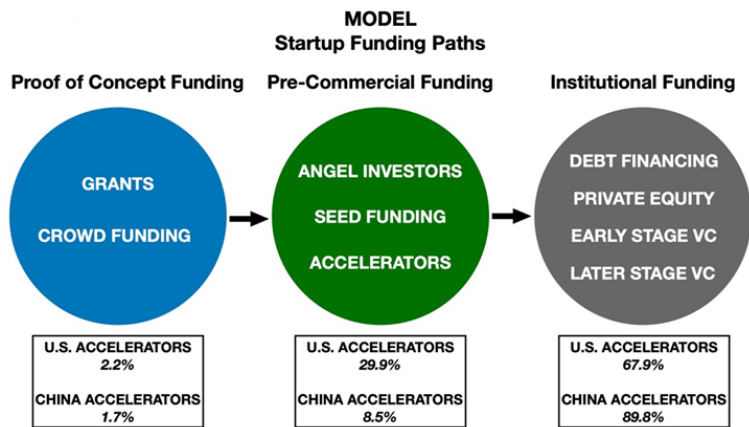 MODEL
Startup Funding Paths
Proof of Concept Funding
Pre-Commercial Funding
Institutional Funding
GRANTS
CROWD FUNDING
ANGEL INVESTORS
SEED FUNDING
ACCELERATORS
DEBT FINANCING
PRIVATE EQUITY
EARLY STAGE VC
LATER STAGE VC
U.S. ACCELERATORS
2.2%
CHINA ACCELERATORS
1.7%
U.S. ACCELERATORS
29.9%
CHINA ACCELERATORS
8.5%
U.S. ACCELERATORS
67.9%
CHINA ACCELERATORS
89.8%